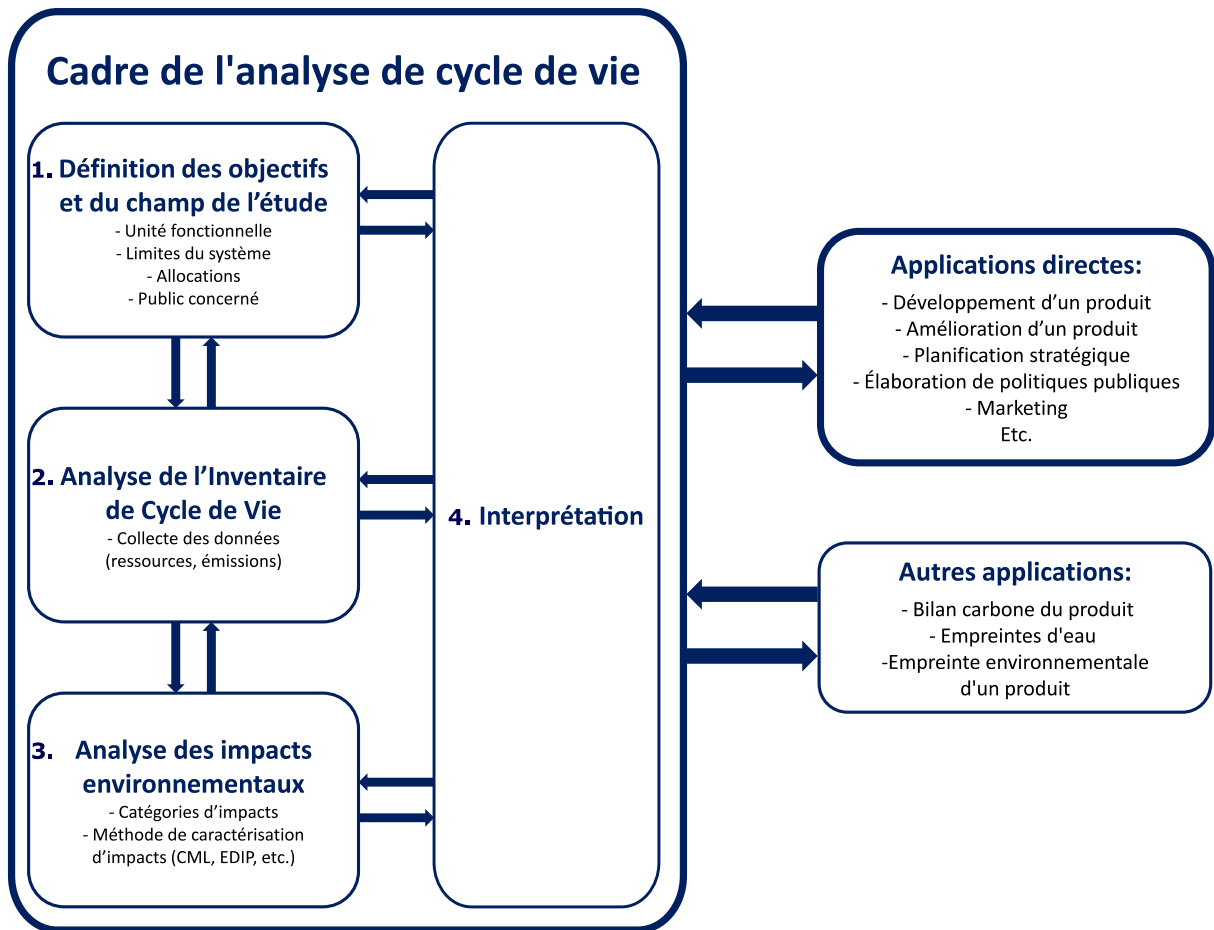 Cadre de l'analyse de cycle de vie
1. Définition des objectifs
et du champ de l’étude
- Unité fonctionnelle
- Limites du système
- Allocations
- Public concerné
2. Analyse de l’Inventaire
de Cycle de Vie
- Collecte des données
(ressources, émissions)
3. Analyse des impacts
environnementaux
- Catégories d’impacts
- Méthode de caractérisation
d’impacts (CML, EDIP, etc.)
4. Interprétation
Applications directes:
- Développement d’un produit
- Amélioration d’un produit
- Planification stratégique
- Élaboration de politiques publiques
- Marketing
Etc.
Autres applications:
- Bilan carbone du produit
- Empreintes d'eau
-Empreinte environnementale
d'un produit